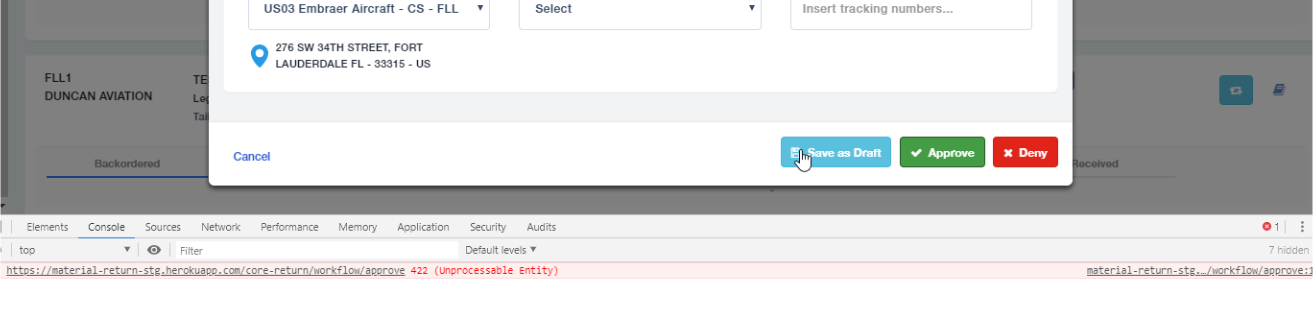 US03 Embraer Aircraft - CS - FLL
Select
Insert tracking numbers...
276 SW 34TH STREET, FORT
LAUDERDALE FL - 33315 - US
FLL1
DUNCAN AVIATION
TE
Leg
Tai
Backordered
Received
Cancel
Save as Draft
Approve
Deny
Elements Console Sources Network Performance Memory Application Security Audits
1
top
Filter
Default levels
7 hidden
https://material-return-stg.herokuapp.com/core-return/workflow/approve 422 (Unprocessable Entity)
material-return-stg.…/workflow/approve:1